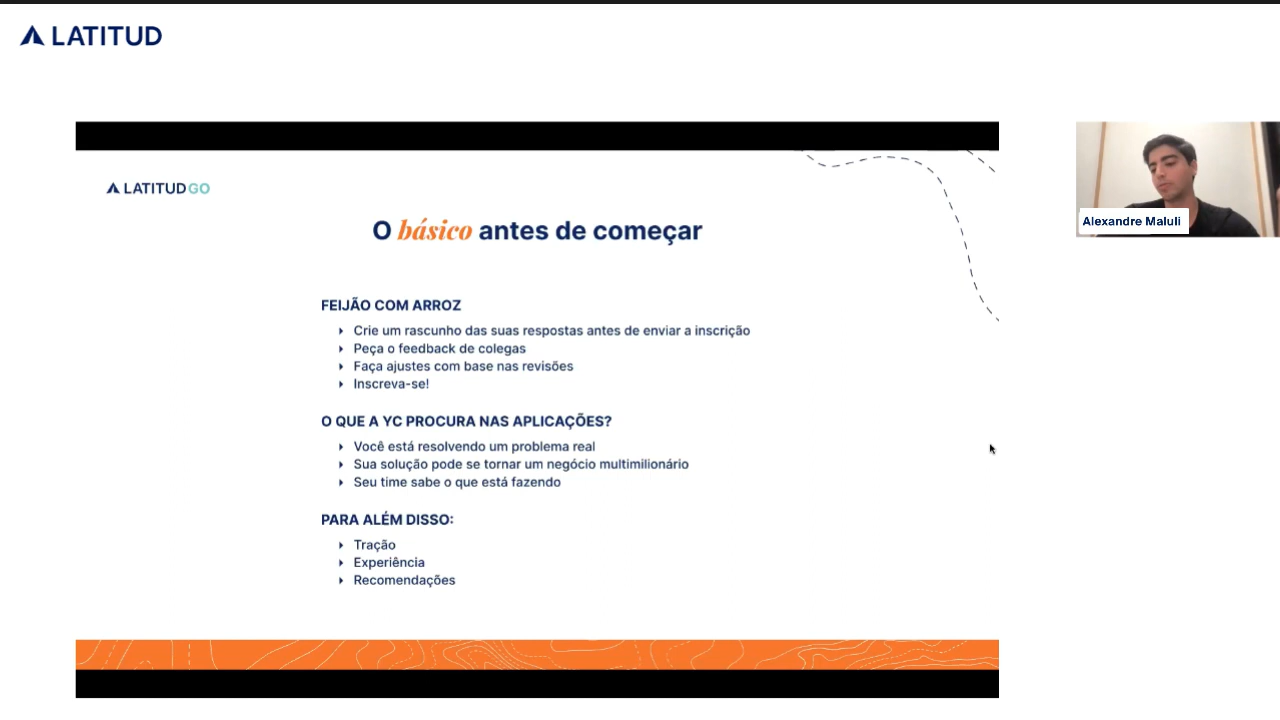 LATITUD
LATITUD GO
O básico antes de começar
FEIJÃO COM ARROZ
Crie um rascunho das suas respostas antes de enviar a inscrição
Peça o feedback de colegas
Faça ajustes com base nas revisões
Inscreva-se!
O QUE A YC PROCURA NAS APLICAÇÕES?
Você está resolvendo um problema real
Sua solução pode se tornar um negócio multimilionário
Seu time sabe o que está fazendo
PARA ALÉM DISSO:
Tração
Experiência
Recomendações
Alexandre Maluli